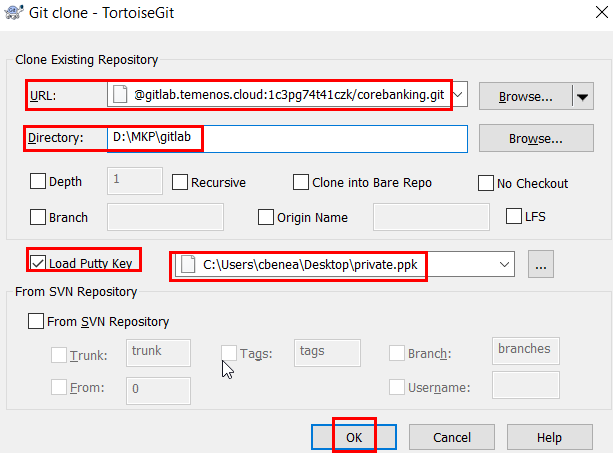 Git clone - TortoiseGit
Clone Existing Repository
URL: @gitlab.temenos.cloud:1c3pg74t41czk/corebanking.git Browse...
Directory: D:\MKP\gitlab Browse...
Depth 1 Recursive Clone into Bare Repo No Checkout
Branch Origin Name LFS
Load Putty Key C:\Users\cbenea\Desktop\private.ppk ...
From SVN Repository
From SVN Repository
Trunk: trunk Tags: tags Branch: branches
From: 0 Username:
OK Cancel Help